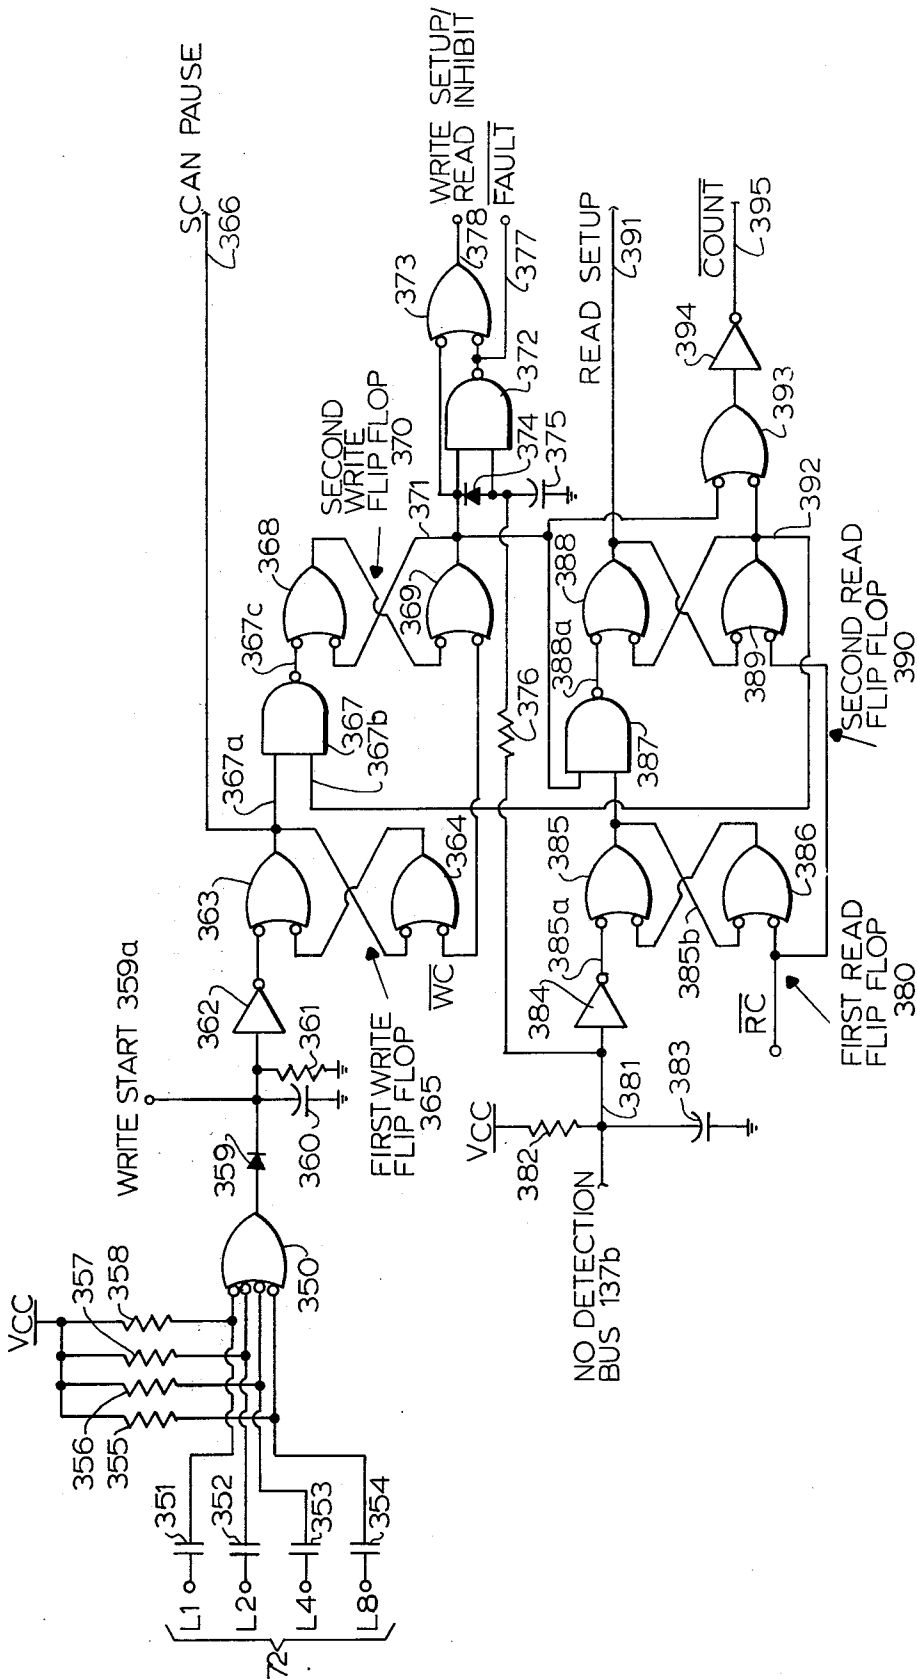 72
L1
L2
L4
L8
351
352
353
354
VCC
355
356
357
358
350
359
WRITE START 359a
360
361
362
363
364
FIRST WRITE
FLIP FLOP
365
WC
SCAN PAUSE
366
367a
367b
367
367c
368
369
SECOND
WRITE
FLIP FLOP
370
371
372
373
374
375
376
WRITE SETUP/
READ INHIBIT
378
FAULT
377
NO DETECTION
BUS 137b
VCC
382
381
383
384
385a
385
385b
386
RC
FIRST READ
FLIP FLOP
380
387
388a
388
389
SECOND READ
FLIP FLOP
390
READ SETUP
391
392
393
394
COUNT
395